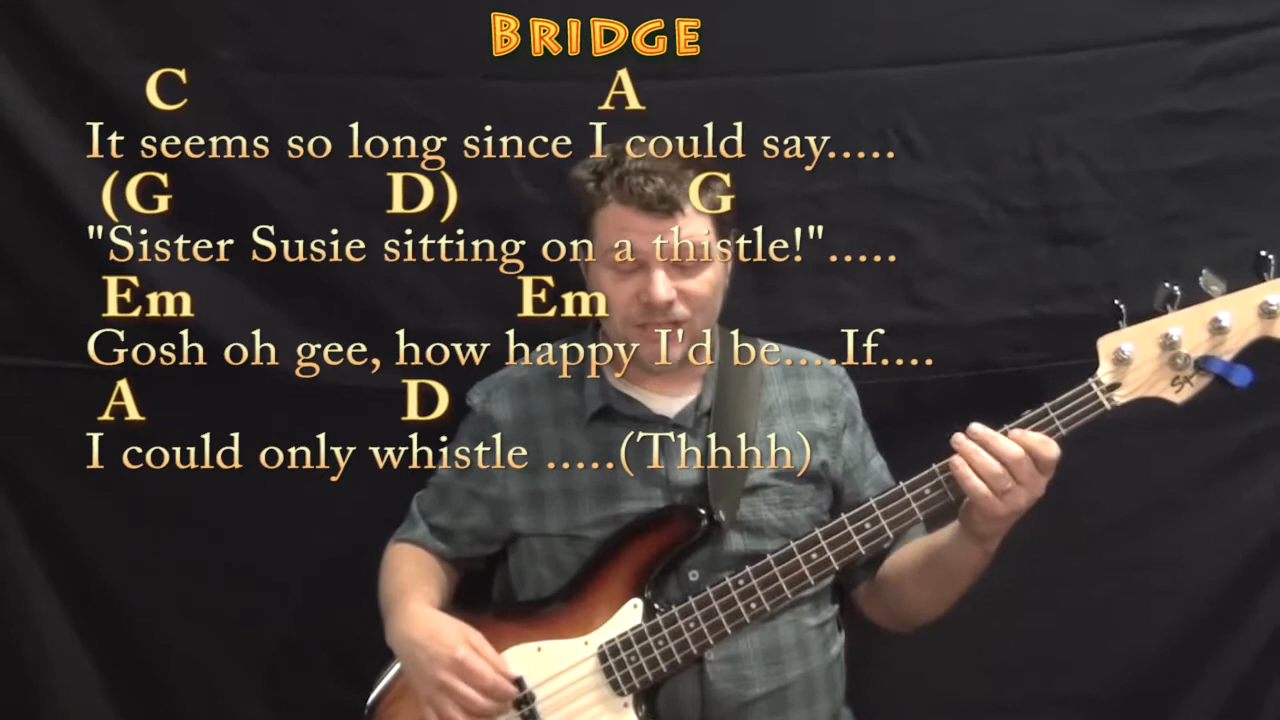 BRIDGE
C A
It seems so long since I could say.....
(G D) G
"Sister Susie sitting on a thistle!".....
Em Em
Gosh oh gee, how happy I'd be....If....
A D
I could only whistle .....(Thhhh)